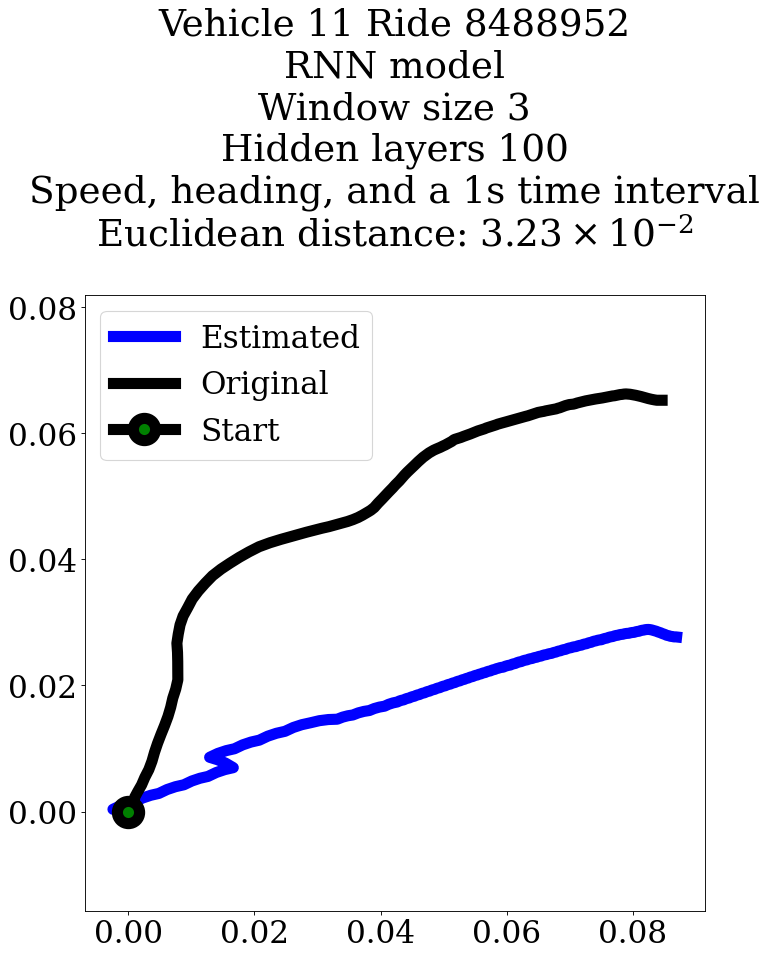 Vehicle 11 Ride 8488952
RNN model
Window size 3
Hidden layers 100
Speed, heading, and a 1s time interval
Euclidean distance: 3.23 × 10⁻²
Estimated
Original
Start
0.08
0.06
0.04
0.02
0.00
0.00 0.02 0.04 0.06 0.08